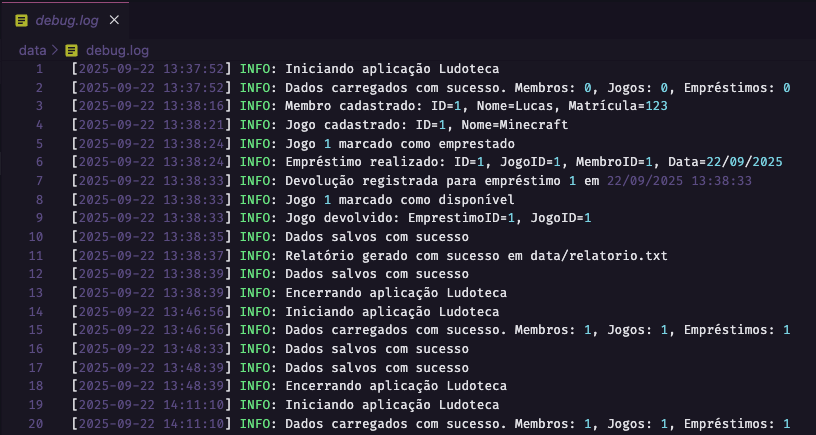 debug.log
data > debug.log
1 [2025-09-22 13:37:52] INFO: Iniciando aplicação Ludoteca
2 [2025-09-22 13:37:52] INFO: Dados carregados com sucesso. Membros: 0, Jogos: 0, Empréstimos: 0
3 [2025-09-22 13:38:16] INFO: Membro cadastrado: ID=1, Nome=Lucas, Matrícula=123
4 [2025-09-22 13:38:21] INFO: Jogo cadastrado: ID=1, Nome=Minecraft
5 [2025-09-22 13:38:24] INFO: Jogo 1 marcado como emprestado
6 [2025-09-22 13:38:24] INFO: Empréstimo realizado: ID=1, JogoID=1, MembroID=1, Data=22/09/2025
7 [2025-09-22 13:38:33] INFO: Devolução registrada para empréstimo 1 em 22/09/2025 13:38:33
8 [2025-09-22 13:38:33] INFO: Jogo 1 marcado como disponível
9 [2025-09-22 13:38:33] INFO: Jogo devolvido: EmprestimoID=1, JogoID=1
10 [2025-09-22 13:38:35] INFO: Dados salvos com sucesso
11 [2025-09-22 13:38:37] INFO: Relatório gerado com sucesso em data/relatorio.txt
12 [2025-09-22 13:38:39] INFO: Dados salvos com sucesso
13 [2025-09-22 13:38:39] INFO: Encerrando aplicação Ludoteca
14 [2025-09-22 13:46:56] INFO: Iniciando aplicação Ludoteca
15 [2025-09-22 13:46:56] INFO: Dados carregados com sucesso. Membros: 1, Jogos: 1, Empréstimos: 1
16 [2025-09-22 13:48:33] INFO: Dados salvos com sucesso
17 [2025-09-22 13:48:39] INFO: Dados salvos com sucesso
18 [2025-09-22 13:48:39] INFO: Encerrando aplicação Ludoteca
19 [2025-09-22 14:11:10] INFO: Iniciando aplicação Ludoteca
20 [2025-09-22 14:11:10] INFO: Dados carregados com sucesso. Membros: 1, Jogos: 1, Empréstimos: 1